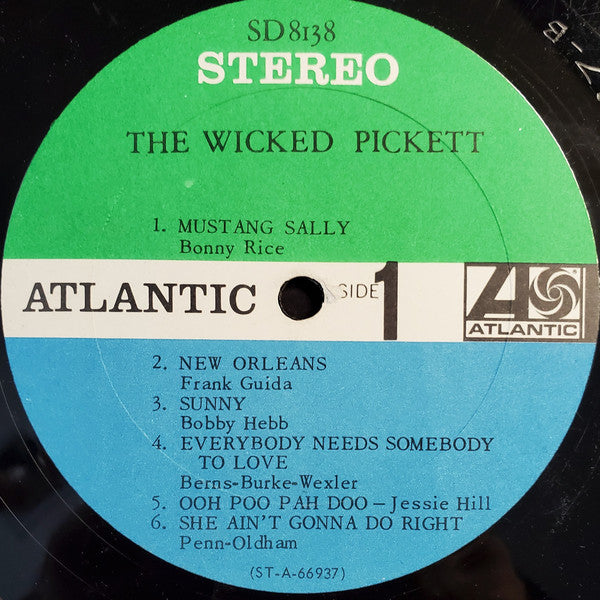 SD 8138
STEREO
THE WICKED PICKETT
1. MUSTANG SALLY
Bonny Rice
ATLANTIC
SIDE 1
ATLANTIC
2. NEW ORLEANS
Frank Guida
3. SUNNY
Bobby Hebb
4. EVERYBODY NEEDS SOMEBODY
TO LOVE
Berns-Burke-Wexler
5. OOH POO PAH DOO – Jessie Hill
6. SHE AIN'T GONNA DO RIGHT
Penn-Oldham
(ST-A-66937)